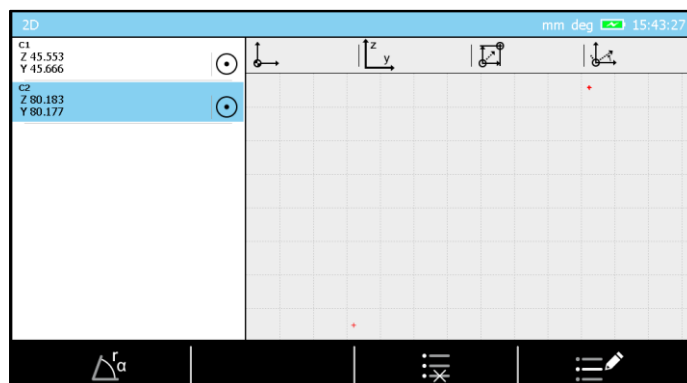 2D
mm deg 15:43:27
C1
Z 45.553
Y 45.666
C2
Z 80.183
Y 80.177
z
y
r
α